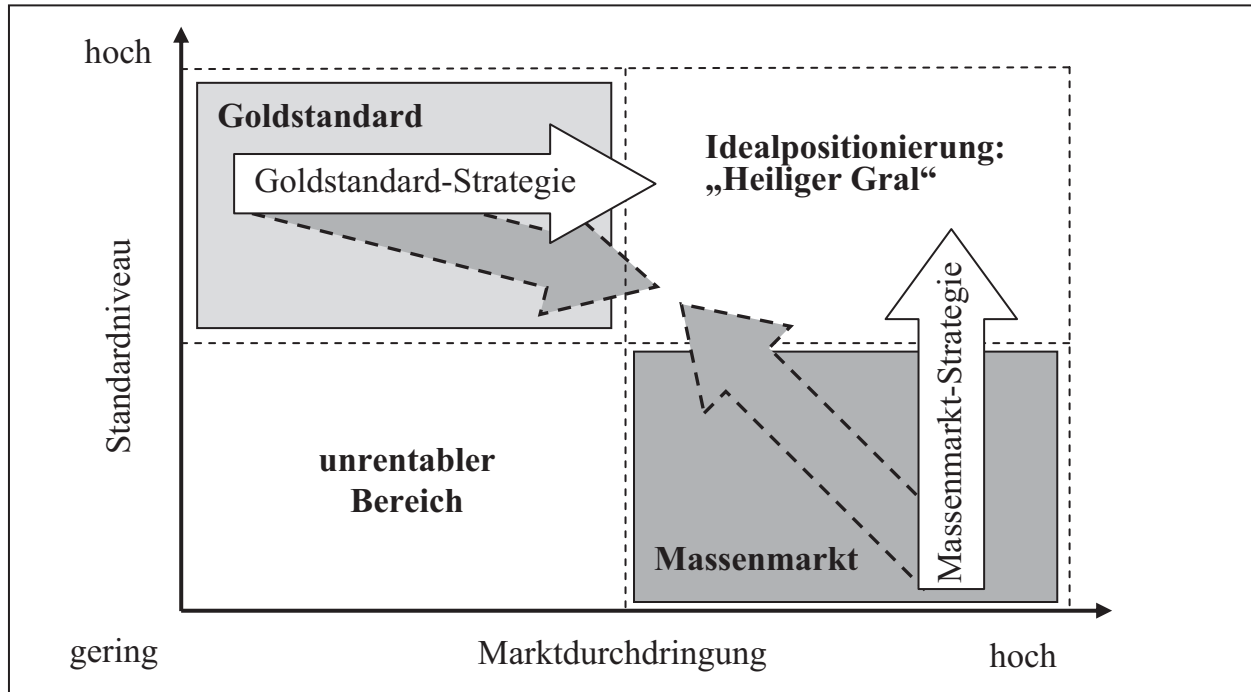 hoch
Goldstandard
Goldstandard-Strategie
Idealpositionierung:
„Heiliger Gral“
Standardniveau
Massenmarkt-Strategie
unrentabler
Bereich
Massenmarkt
gering
Marktdurchdringung
hoch